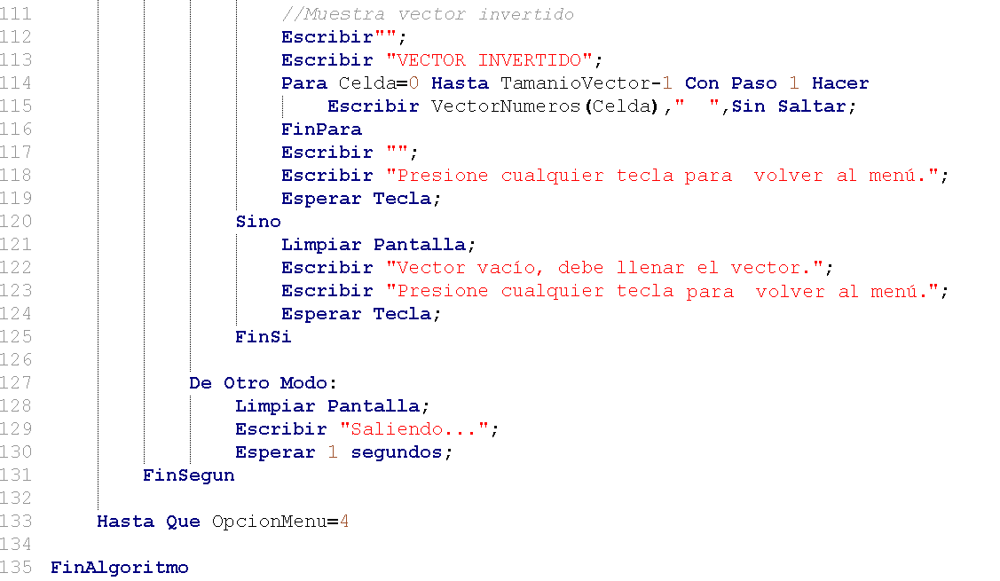 111 //Muestra vector invertido
112 Escribir"";
113 Escribir "VECTOR INVERTIDO";
114 Para Celda=0 Hasta TamanioVector-1 Con Paso 1 Hacer
115 Escribir VectorNumeros(Celda),"  ",Sin Saltar;
116 FinPara
117 Escribir "";
118 Escribir "Presione cualquier tecla para  volver al menú.";
119 Esperar Tecla;
120 Sino
121 Limpiar Pantalla;
122 Escribir "Vector vacío, debe llenar el vector.";
123 Escribir "Presione cualquier tecla para  volver al menú.";
124 Esperar Tecla;
125 FinSi
126
127 De Otro Modo:
128 Limpiar Pantalla;
129 Escribir "Saliendo...";
130 Esperar 1 segundos;
131 FinSegun
132
133 Hasta Que OpcionMenu=4
134
135 FinAlgoritmo